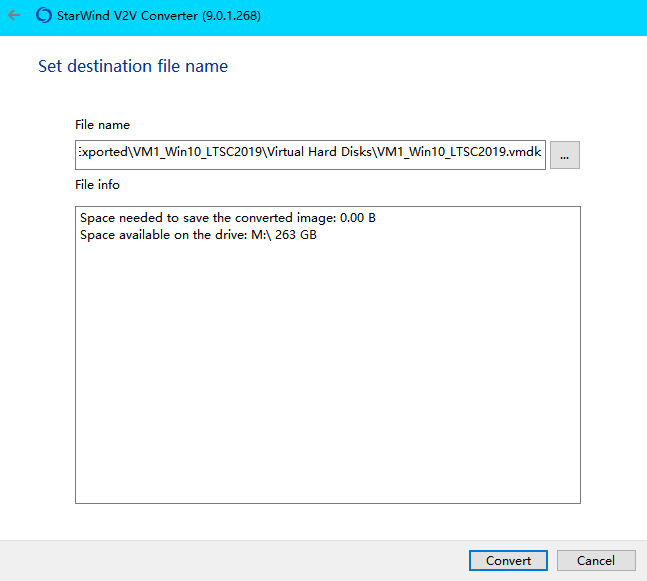 StarWind V2V Converter (9.0.1.268)
Set destination file name
File name
xported\VM1_Win10_LTSC2019\Virtual Hard Disks\VM1_Win10_LTSC2019.vmdk
...
File info
Space needed to save the converted image: 0.00 B
Space available on the drive: M:\ 263 GB
Convert
Cancel